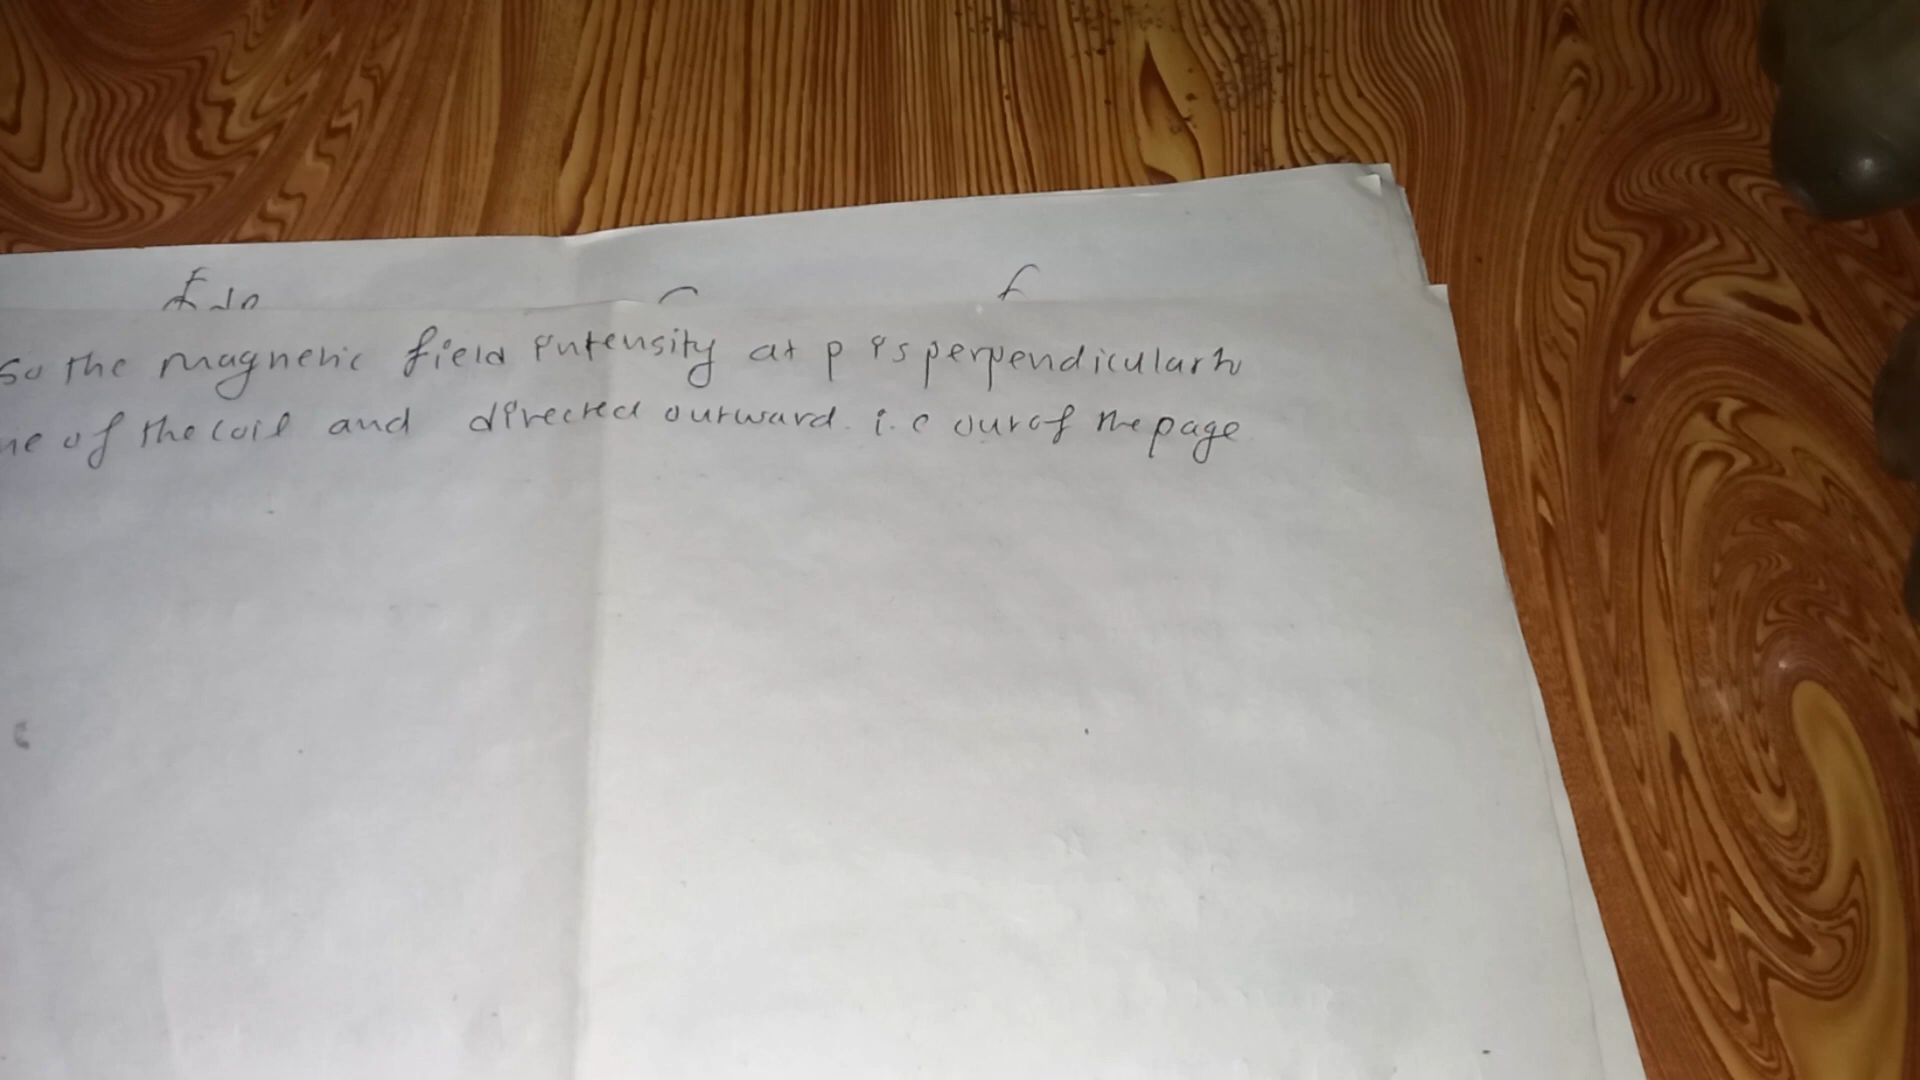 So the magnetic field intensity at p is perpendicular to
of the coil and directed outward. i.e out of the page